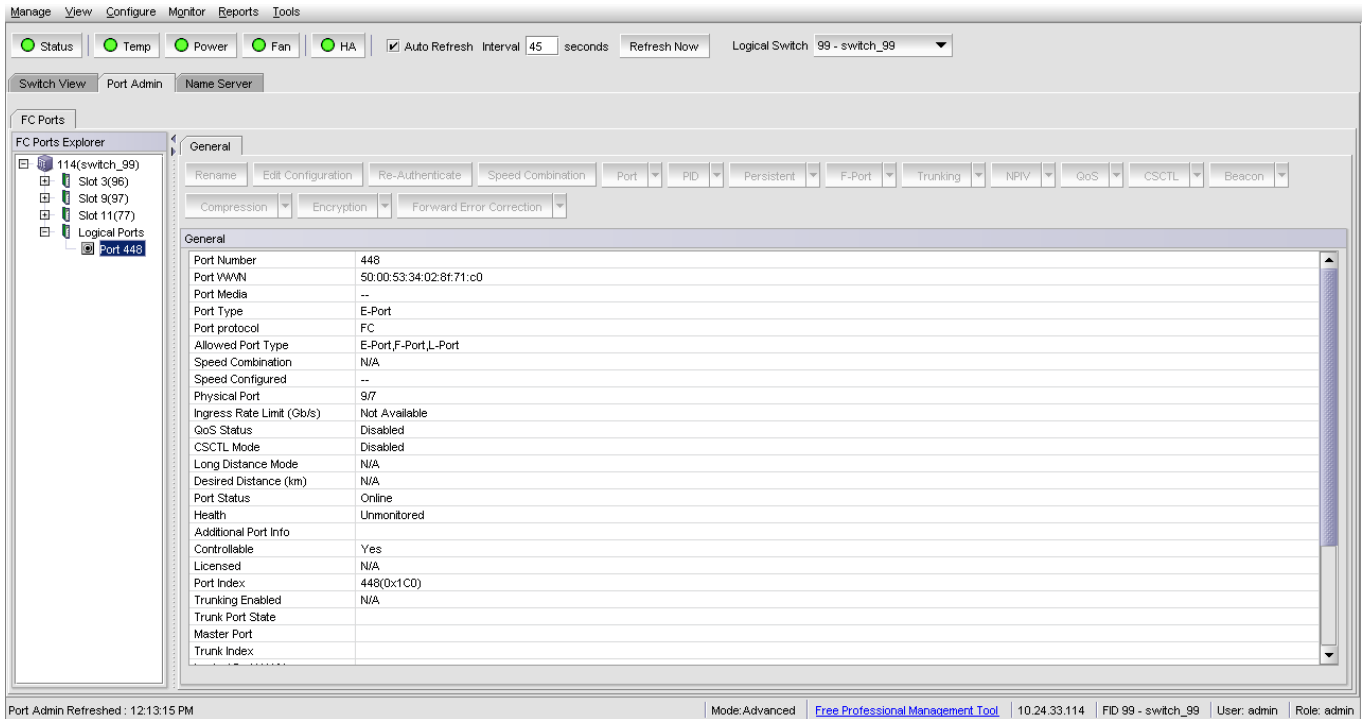 Manage View Configure Monitor Reports Tools
Status Temp Power Fan HA Auto Refresh Interval 45 seconds Refresh Now Logical Switch 99 - switch_99
Switch View Port Admin Name Server
FC Ports
FC Ports Explorer
114(switch_99)
Slot 3(96)
Slot 9(97)
Slot 11(77)
Logical Ports
Port 448
General
Rename Edit Configuration Re-Authenticate Speed Combination Port PID Persistent F-Port Trunking NPIV QoS CSCTL Beacon
Compression Encryption Forward Error Correction
General
Port Number 448
Port WWN 50:00:53:34:02:8f:71:c0
Port Media --
Port Type E-Port
Port protocol FC
Allowed Port Type E-Port,F-Port,L-Port
Speed Combination N/A
Speed Configured --
Physical Port 9/7
Ingress Rate Limit (Gb/s) Not Available
QoS Status Disabled
CSCTL Mode Disabled
Long Distance Mode N/A
Desired Distance (km) N/A
Port Status Online
Health Unmonitored
Additional Port Info
Controllable Yes
Licensed N/A
Port Index 448(0x1C0)
Trunking Enabled N/A
Trunk Port State
Master Port
Trunk Index
Port Admin Refreshed : 12:13:15 PM Mode:Advanced Free Professional Management Tool 10.24.33.114 FID 99 - switch_99 User: admin Role: admin